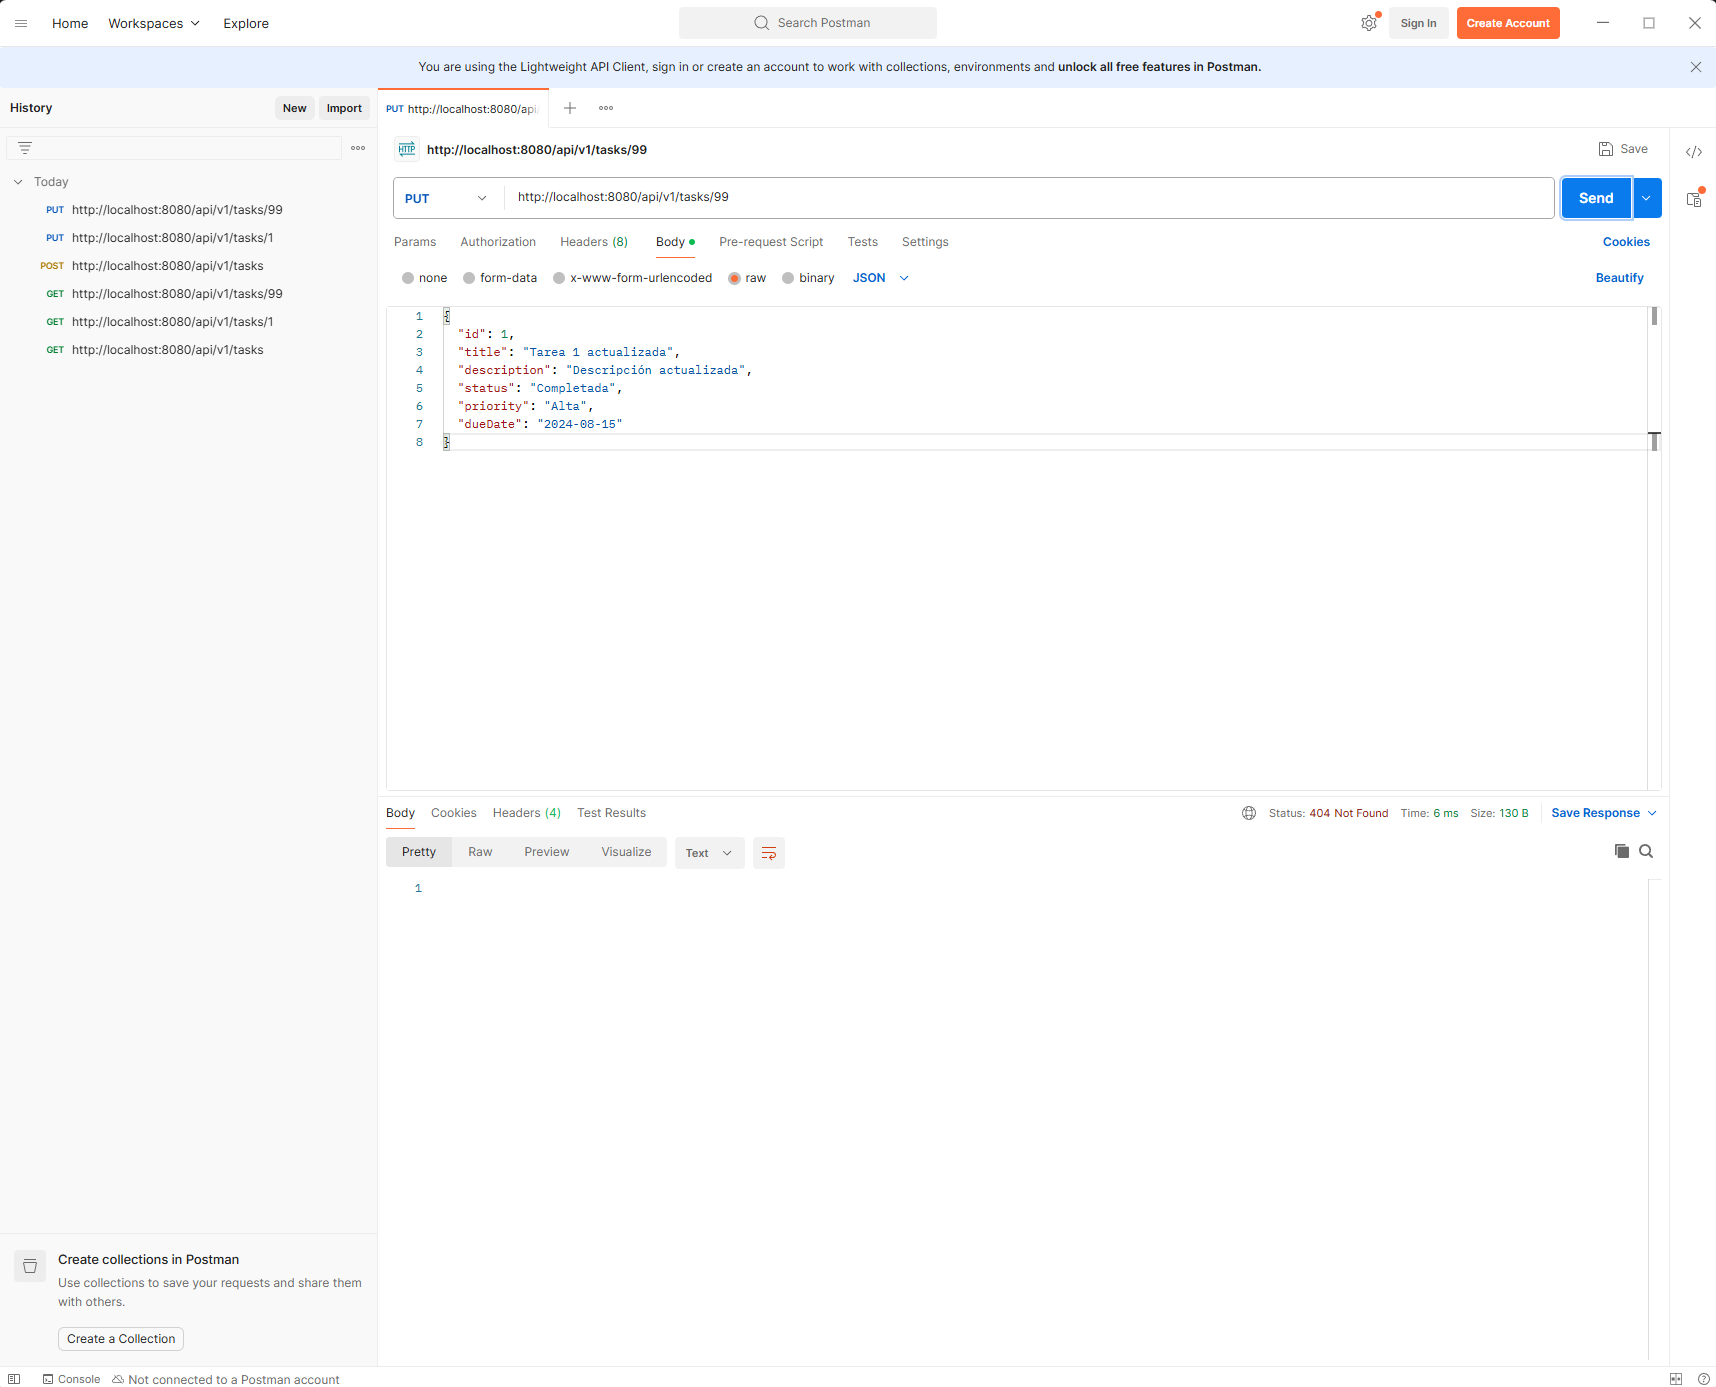 Home Workspaces Explore Search Postman Sign In Create Account
You are using the Lightweight API Client, sign in or create an account to work with collections, environments and unlock all free features in Postman.
History New Import
PUT http://localhost:8080/api/
HTTP http://localhost:8080/api/v1/tasks/99 Save
Today
PUT http://localhost:8080/api/v1/tasks/99
PUT http://localhost:8080/api/v1/tasks/1
POST http://localhost:8080/api/v1/tasks
GET http://localhost:8080/api/v1/tasks/99
GET http://localhost:8080/api/v1/tasks/1
GET http://localhost:8080/api/v1/tasks
PUT http://localhost:8080/api/v1/tasks/99 Send
Params Authorization Headers (8) Body Pre-request Script Tests Settings Cookies
none form-data x-www-form-urlencoded raw binary JSON Beautify
1 {
2 "id": 1,
3 "title": "Tarea 1 actualizada",
4 "description": "Descripción actualizada",
5 "status": "Completada",
6 "priority": "Alta",
7 "dueDate": "2024-08-15"
8 }
Body Cookies Headers (4) Test Results Status: 404 Not Found Time: 6 ms Size: 130 B Save Response
Pretty Raw Preview Visualize Text
1
Create collections in Postman
Use collections to save your requests and share them
with others.
Create a Collection
Console Not connected to a Postman account